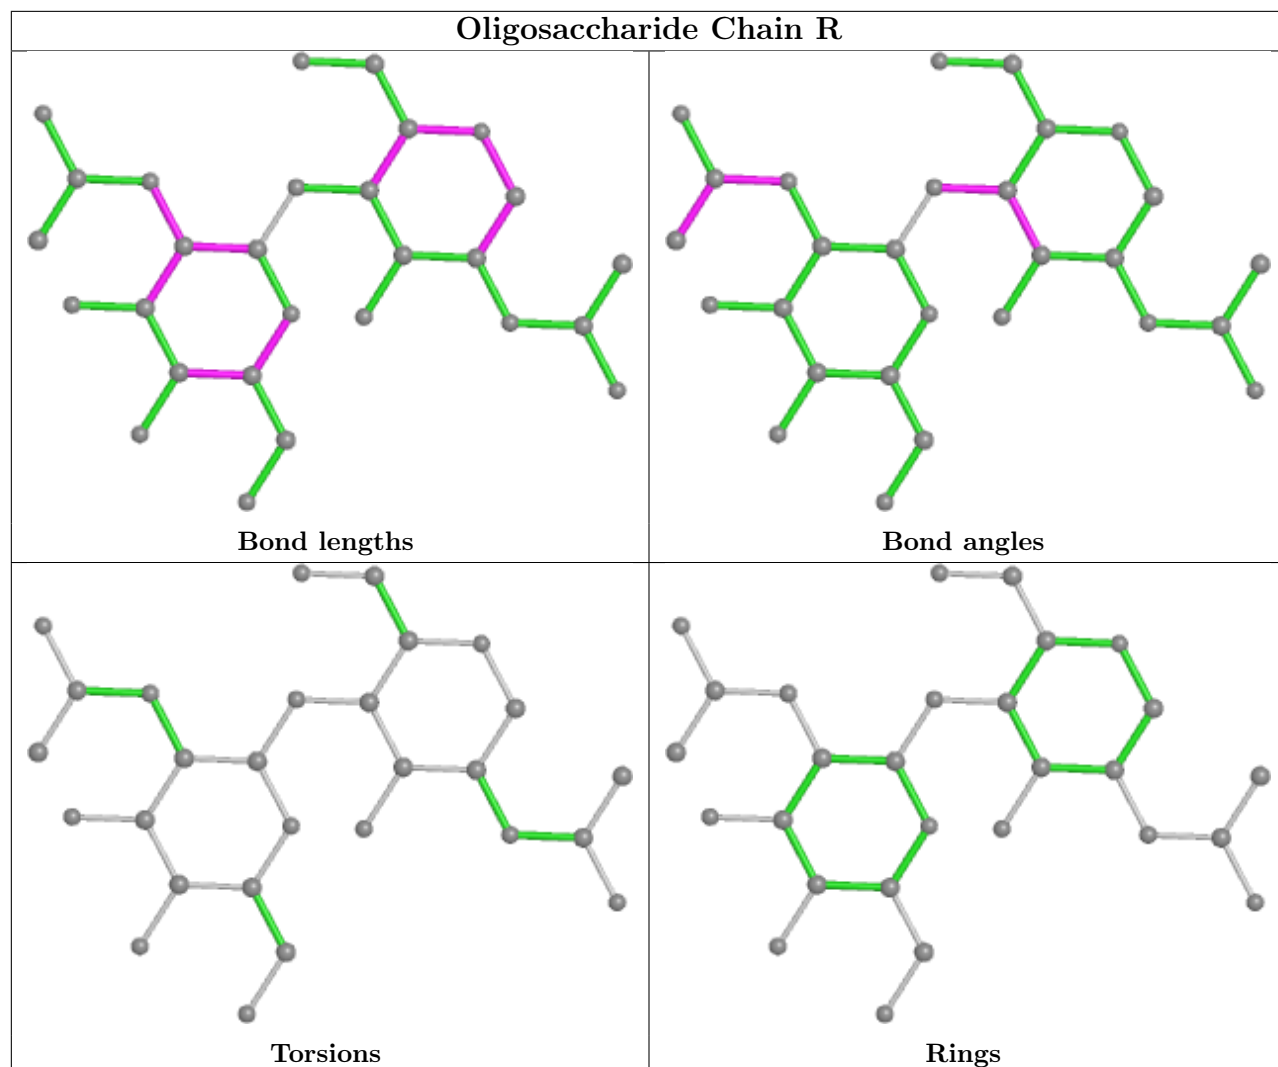 Oligosaccharide Chain R
Bond lengths
Bond angles
Torsions
Rings